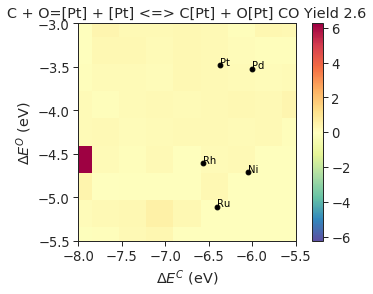 C + O=[Pt] + [Pt] <=> C[Pt] + O[Pt] CO Yield 2.6
−3.0
−3.5
−4.0
−4.5
−5.0
−5.5
ΔE^O (eV)
Pt
Pd
Rh
Ni
Ru
−8.0 −7.5 −7.0 −6.5 −6.0 −5.5
ΔE^C (eV)
6
4
2
0
−2
−4
−6